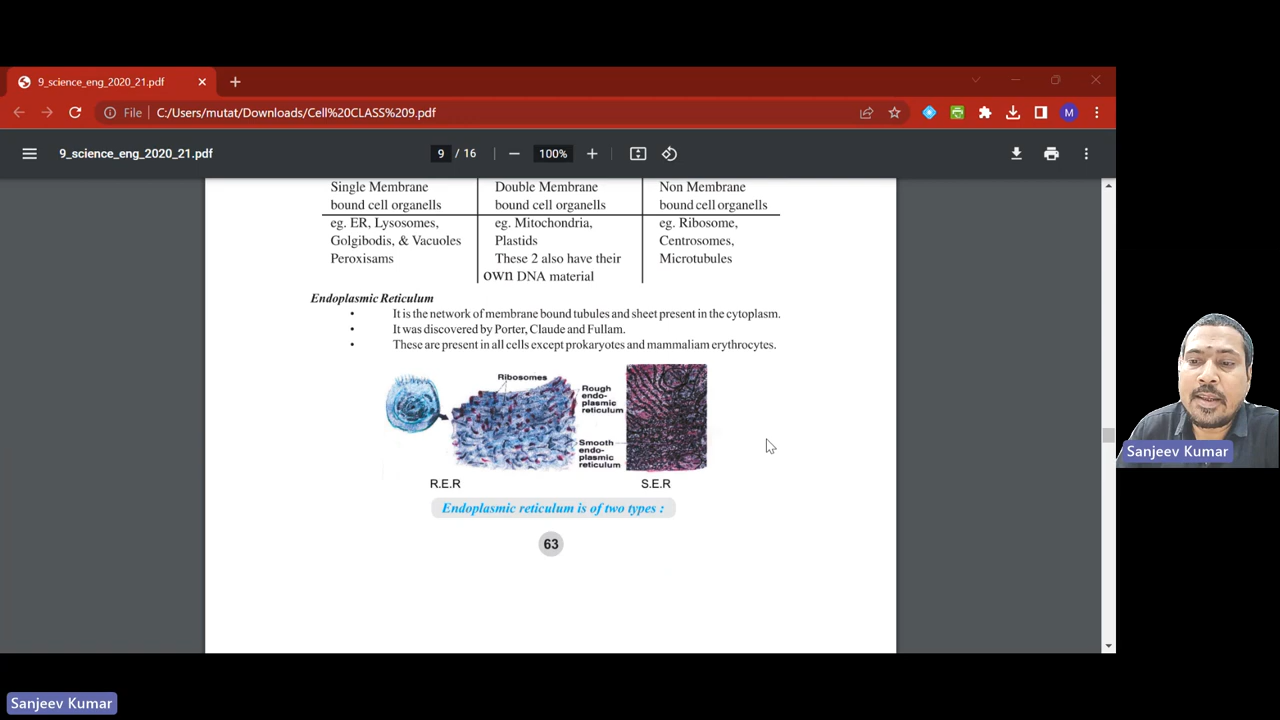 9_science_eng_2020_21.pdf
File
C:/Users/mutat/Downloads/Cell%20CLASS%209.pdf
M
9_science_eng_2020_21.pdf
9 / 16
100%
Single Membrane
bound cell organells
eg. ER, Lysosomes,
Golgibodis, & Vacuoles
Peroxisams
Double Membrane
bound cell organells
eg. Mitochondria,
Plastids
These 2 also have their
own DNA material
Non Membrane
bound cell organells
eg. Ribosome,
Centrosomes,
Microtubules
Endoplasmic Reticulum
• It is the network of membrane bound tubules and sheet present in the cytoplasm.
• It was discovered by Porter, Claude and Fullam.
• These are present in all cells except prokaryotes and mammaliam erythrocytes.
Ribosomes
Rough
endo-
plasmic
reticulum
Smooth
endo-
plasmic
reticulum
R.E.R
S.E.R
Endoplasmic reticulum is of two types :
63
Sanjeev Kumar
Sanjeev Kumar